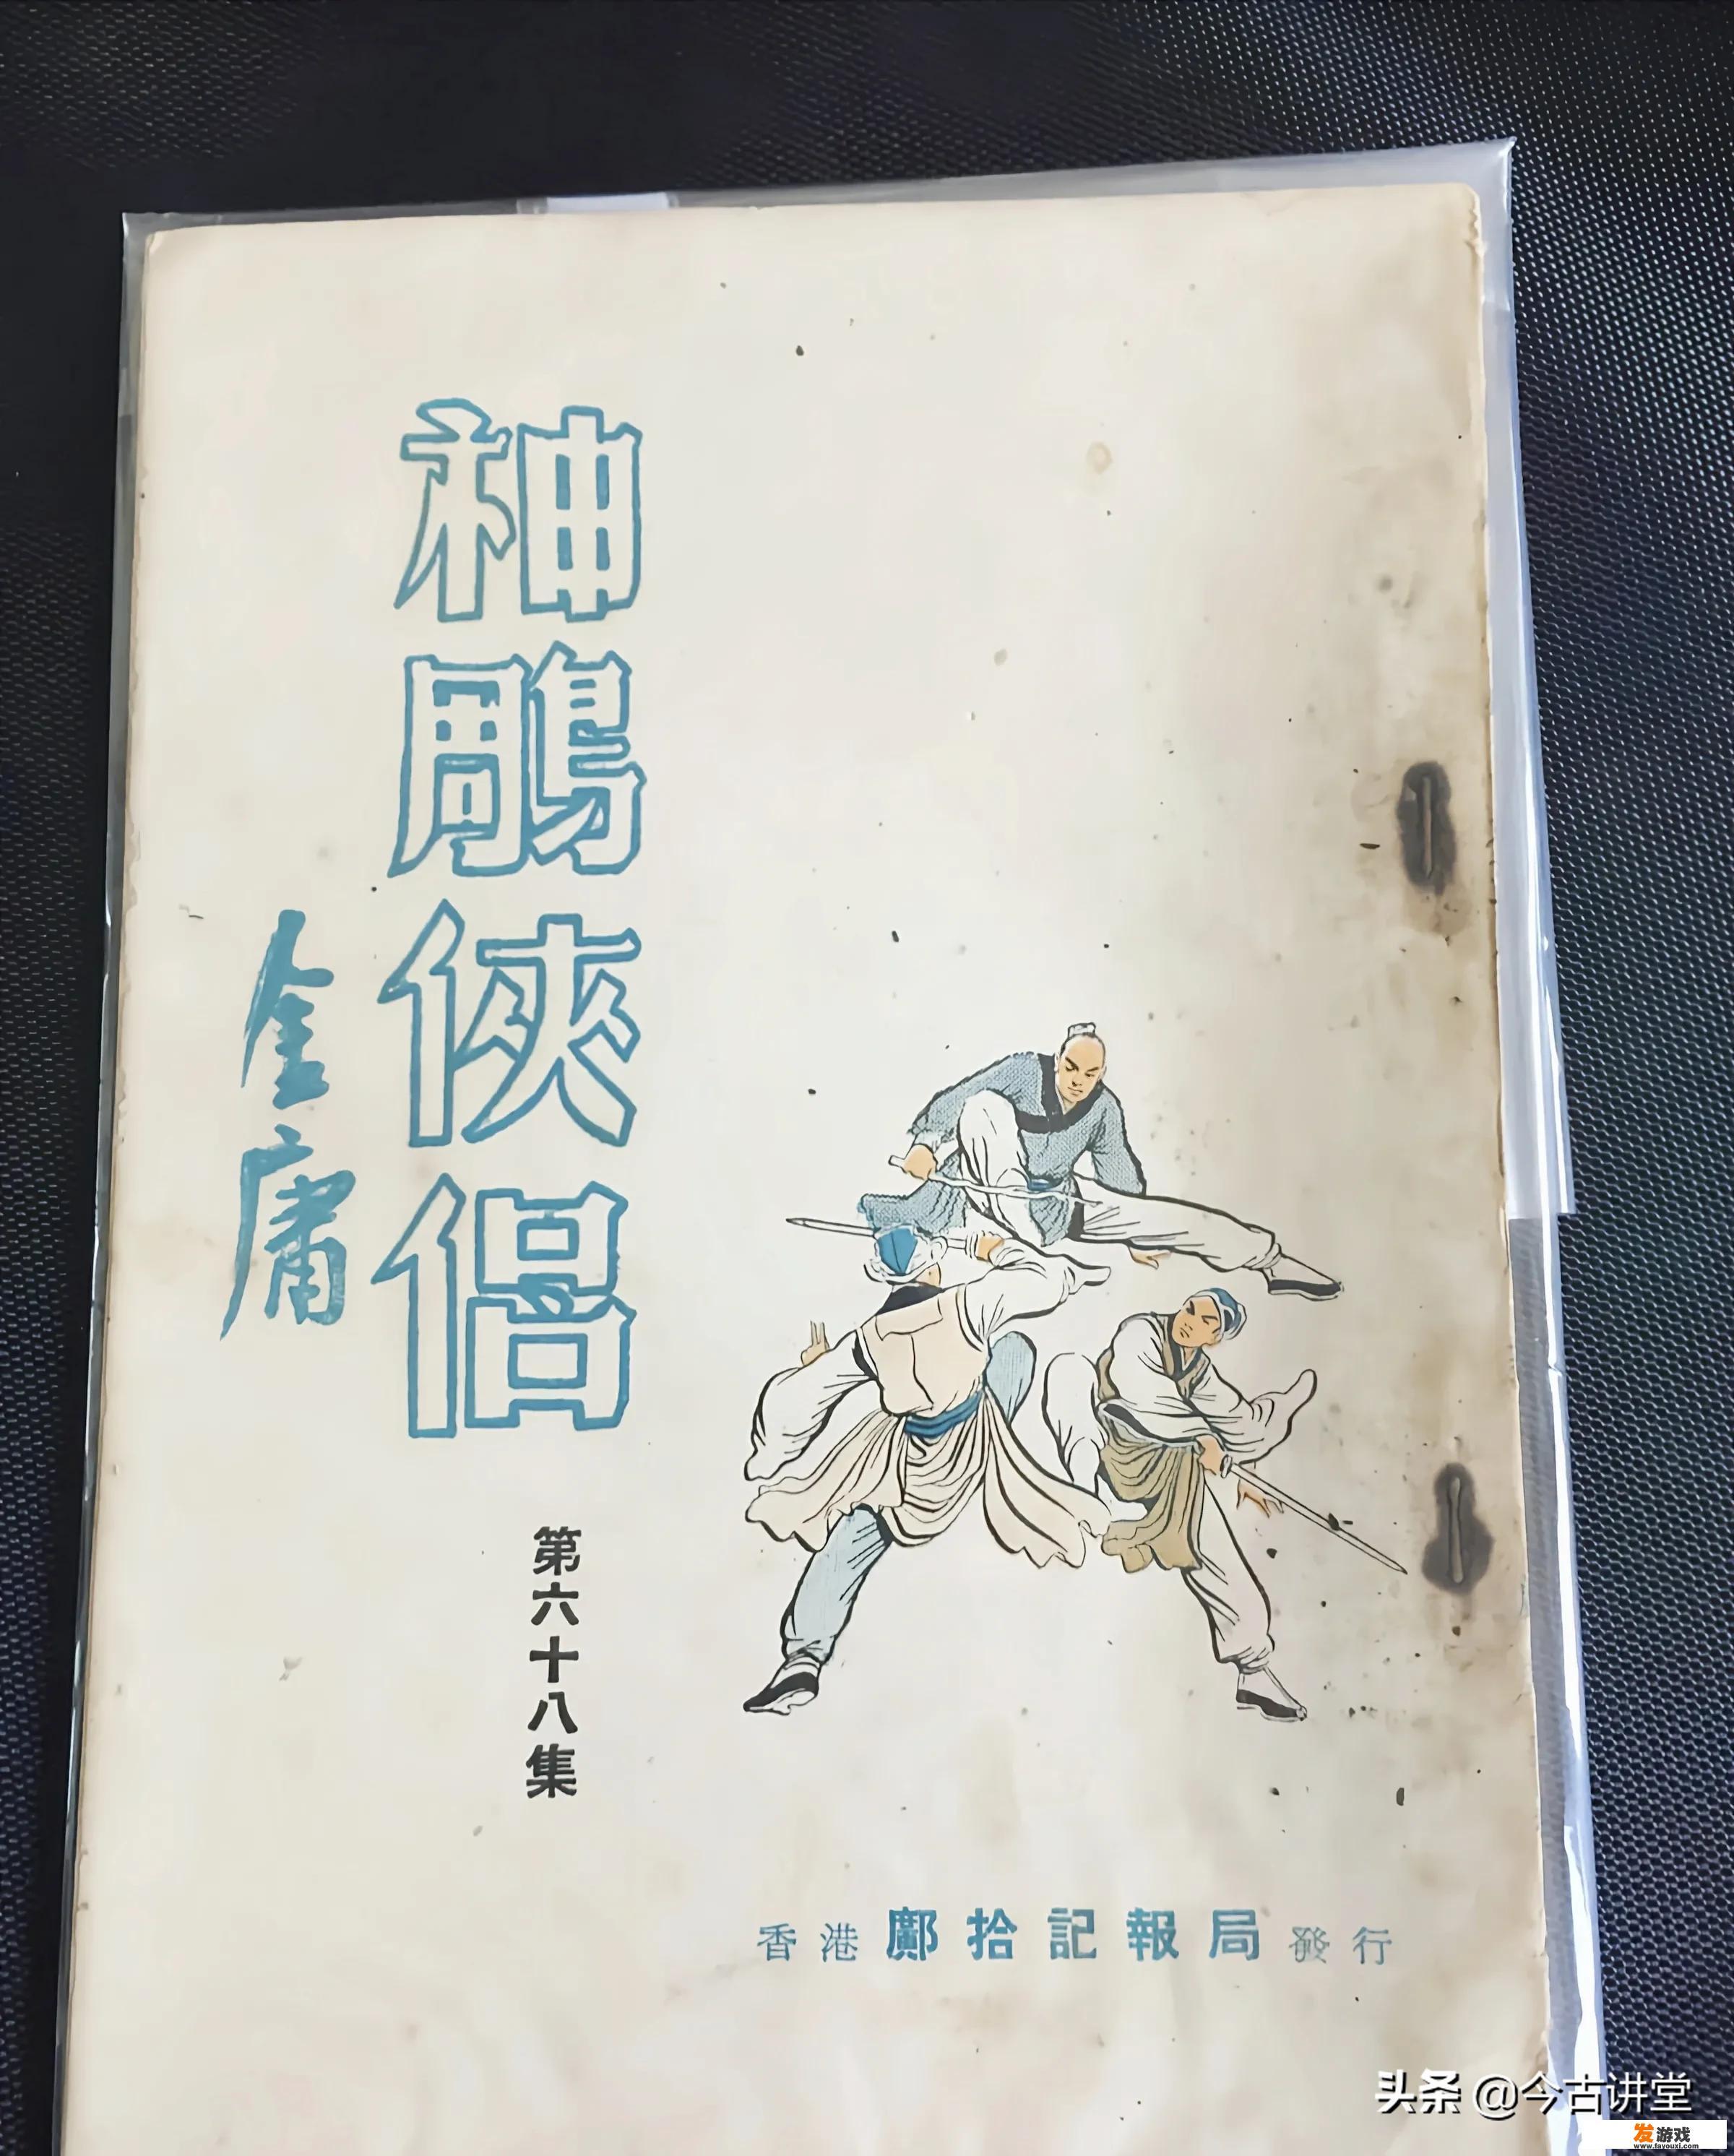 神鵰俠侶
金庸
第六十八集
香港鄺拾記報局發行
头条 @今古讲堂
发游戏
www.fayouxi.com